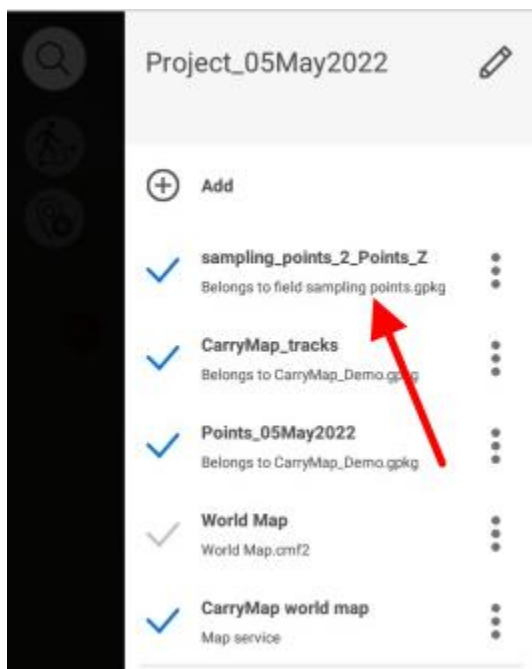 Project_05May2022
Add
sampling_points_2_Points_Z
Belongs to field sampling points.gpkg
CarryMap_tracks
Belongs to CarryMap_Demo.gpkg
Points_05May2022
Belongs to CarryMap_Demo.gpkg
World Map
World Map.cmf2
CarryMap world map
Map service